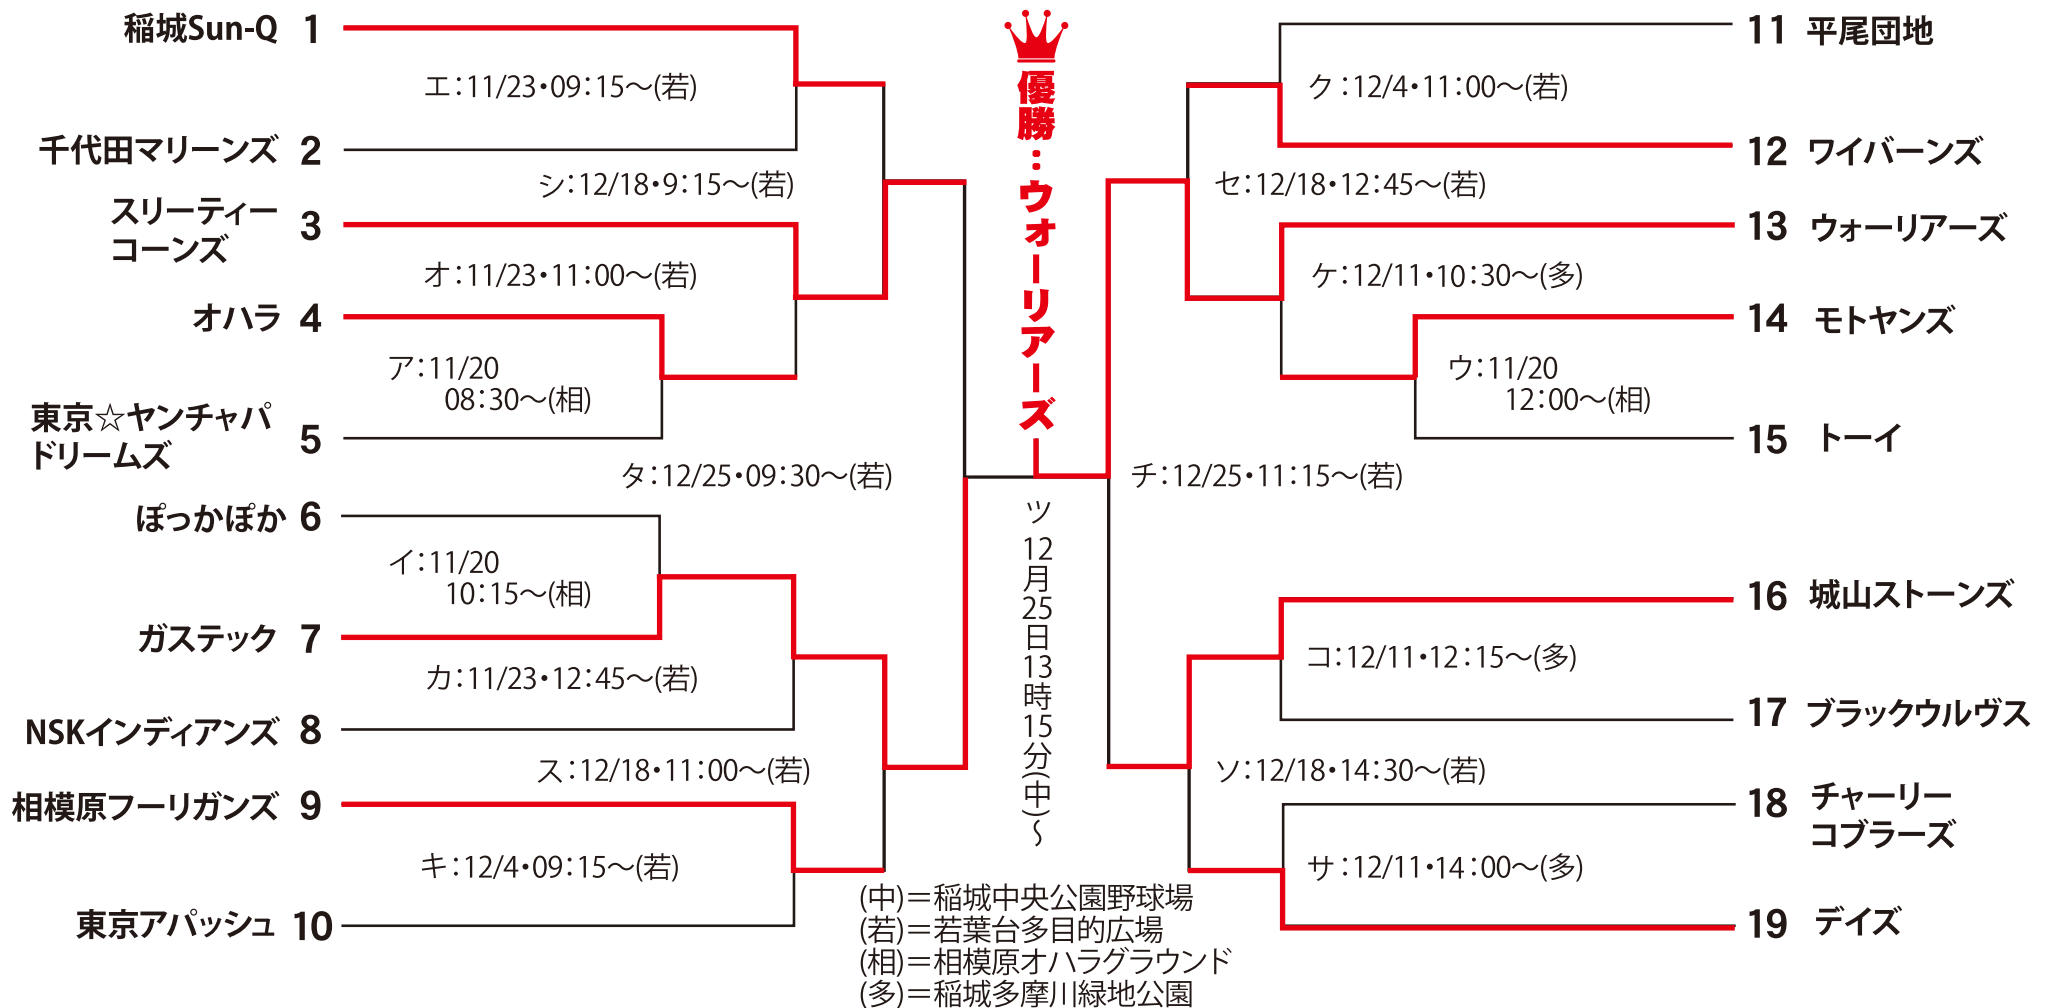 稲城Sun-Q 1
エ：11/23・09：15〜(若)
千代田マリーンズ 2
シ：12/18・9：15〜(若)
スリーティー
コーンズ 3
オ：11/23・11：00〜(若)
オハラ 4
ア：11/20
08：30〜(相)
東京☆ヤンチャパ
ドリームズ 5
タ：12/25・09：30〜(若)
ぽっかぽか 6
イ：11/20
10：15〜(相)
ガステック 7
カ：11/23・12：45〜(若)
NSKインディアンズ 8
ス：12/18・11：00〜(若)
相模原フーリガンズ 9
キ：12/4・09：15〜(若)
東京アパッシュ 10
優勝：ウォーリアーズ
ツ 12月25日13時15分(中)〜
11 平尾団地
ク：12/4・11：00〜(若)
12 ワイバーンズ
セ：12/18・12：45〜(若)
13 ウォーリアーズ
ケ：12/11・10：30〜(多)
14 モトヤンズ
ウ：11/20
12：00〜(相)
15 トーイ
チ：12/25・11：15〜(若)
16 城山ストーンズ
コ：12/11・12：15〜(多)
17 ブラックウルヴス
ソ：12/18・14：30〜(若)
18 チャーリー
コブラーズ
サ：12/11・14：00〜(多)
19 デイズ
(中)＝稲城中央公園野球場
(若)＝若葉台多目的広場
(相)＝相模原オハラグラウンド
(多)＝稲城多摩川緑地公園